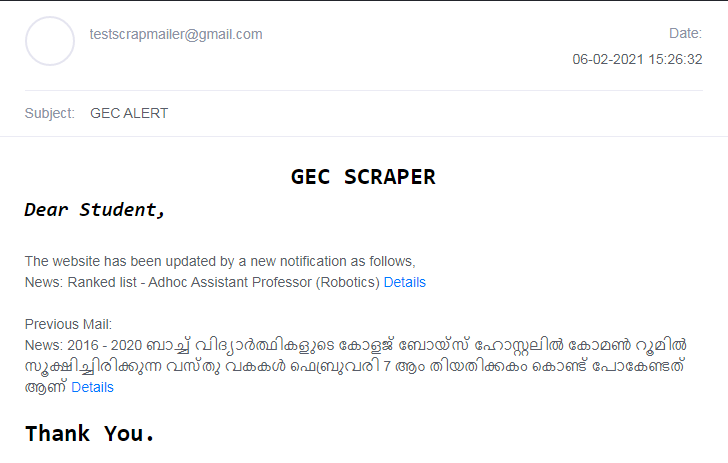 testscrapmailer@gmail.com
Date:
06-02-2021 15:26:32
Subject: GEC ALERT
GEC SCRAPER
Dear Student,
The website has been updated by a new notification as follows,
News: Ranked list - Adhoc Assistant Professor (Robotics) Details
Previous Mail:
News: 2016 - 2020 ബാച്ച് വിദ്യാർത്ഥികളുടെ കോളജ് ബോയ്സ് ഹോസ്റ്റലിൽ കോമൺ റൂമിൽ
സൂക്ഷിച്ചിരിക്കുന്ന വസ്തു വകകൾ ഫെബ്രുവരി 7 ആം തിയതിക്കകം കൊണ്ട് പോകേണ്ടത്
ആണ് Details
Thank You.